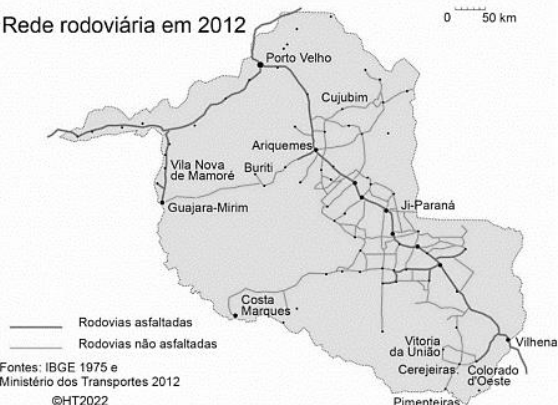 Rede rodoviária em 2012
0 50 km
Porto Velho
Cujubim
Ariquemes
Vila Nova
de Mamoré
Buriti
Guajara-Mirim
Ji-Paraná
Costa
Marques
Rodovias asfaltadas
Rodovias não asfaltadas
Vitoria
da União
Vilhena
Cerejeiras
Colorado
d'Oeste
Pimenteiras
Fontes: IBGE 1975 e
Ministério dos Transportes 2012
©HT2022